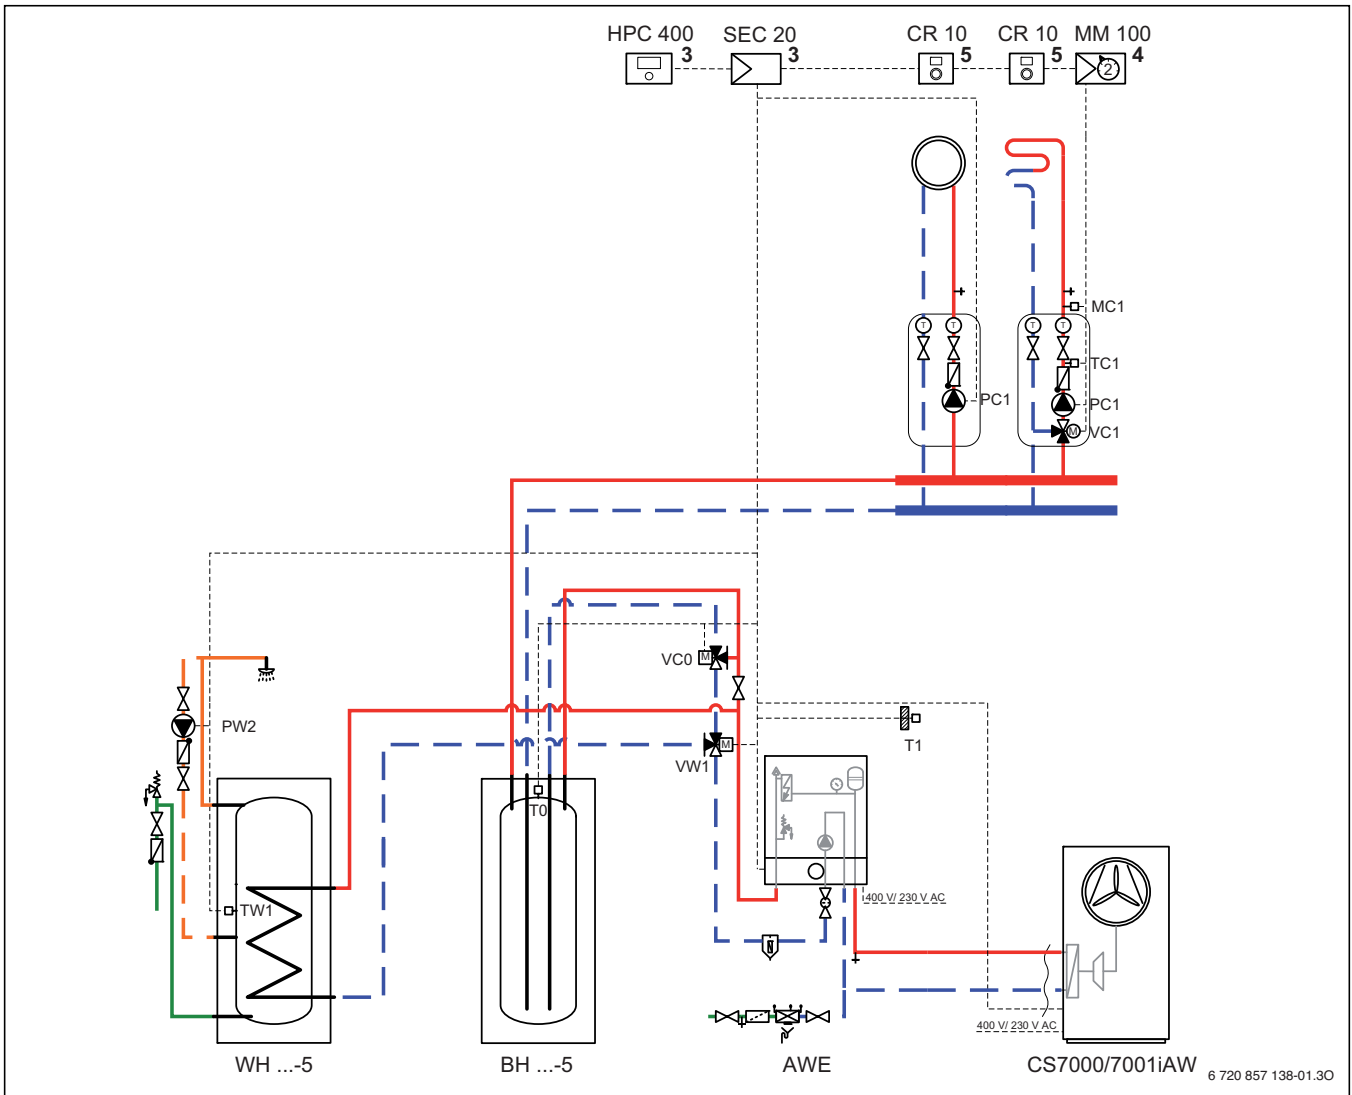 HPC 400
3
SEC 20
3
CR 10
5
CR 10
5
MM 100
4
2
T
T
T
T
MC1
TC1
PC1
PC1
M
VC1
VC0
M
PW2
VW1
M
T1
T0
TW1
400 V/ 230 V AC
N
400 V/ 230 V AC
WH ...-5
BH ...-5
AWE
CS7000/7001iAW
6 720 857 138-01.3O